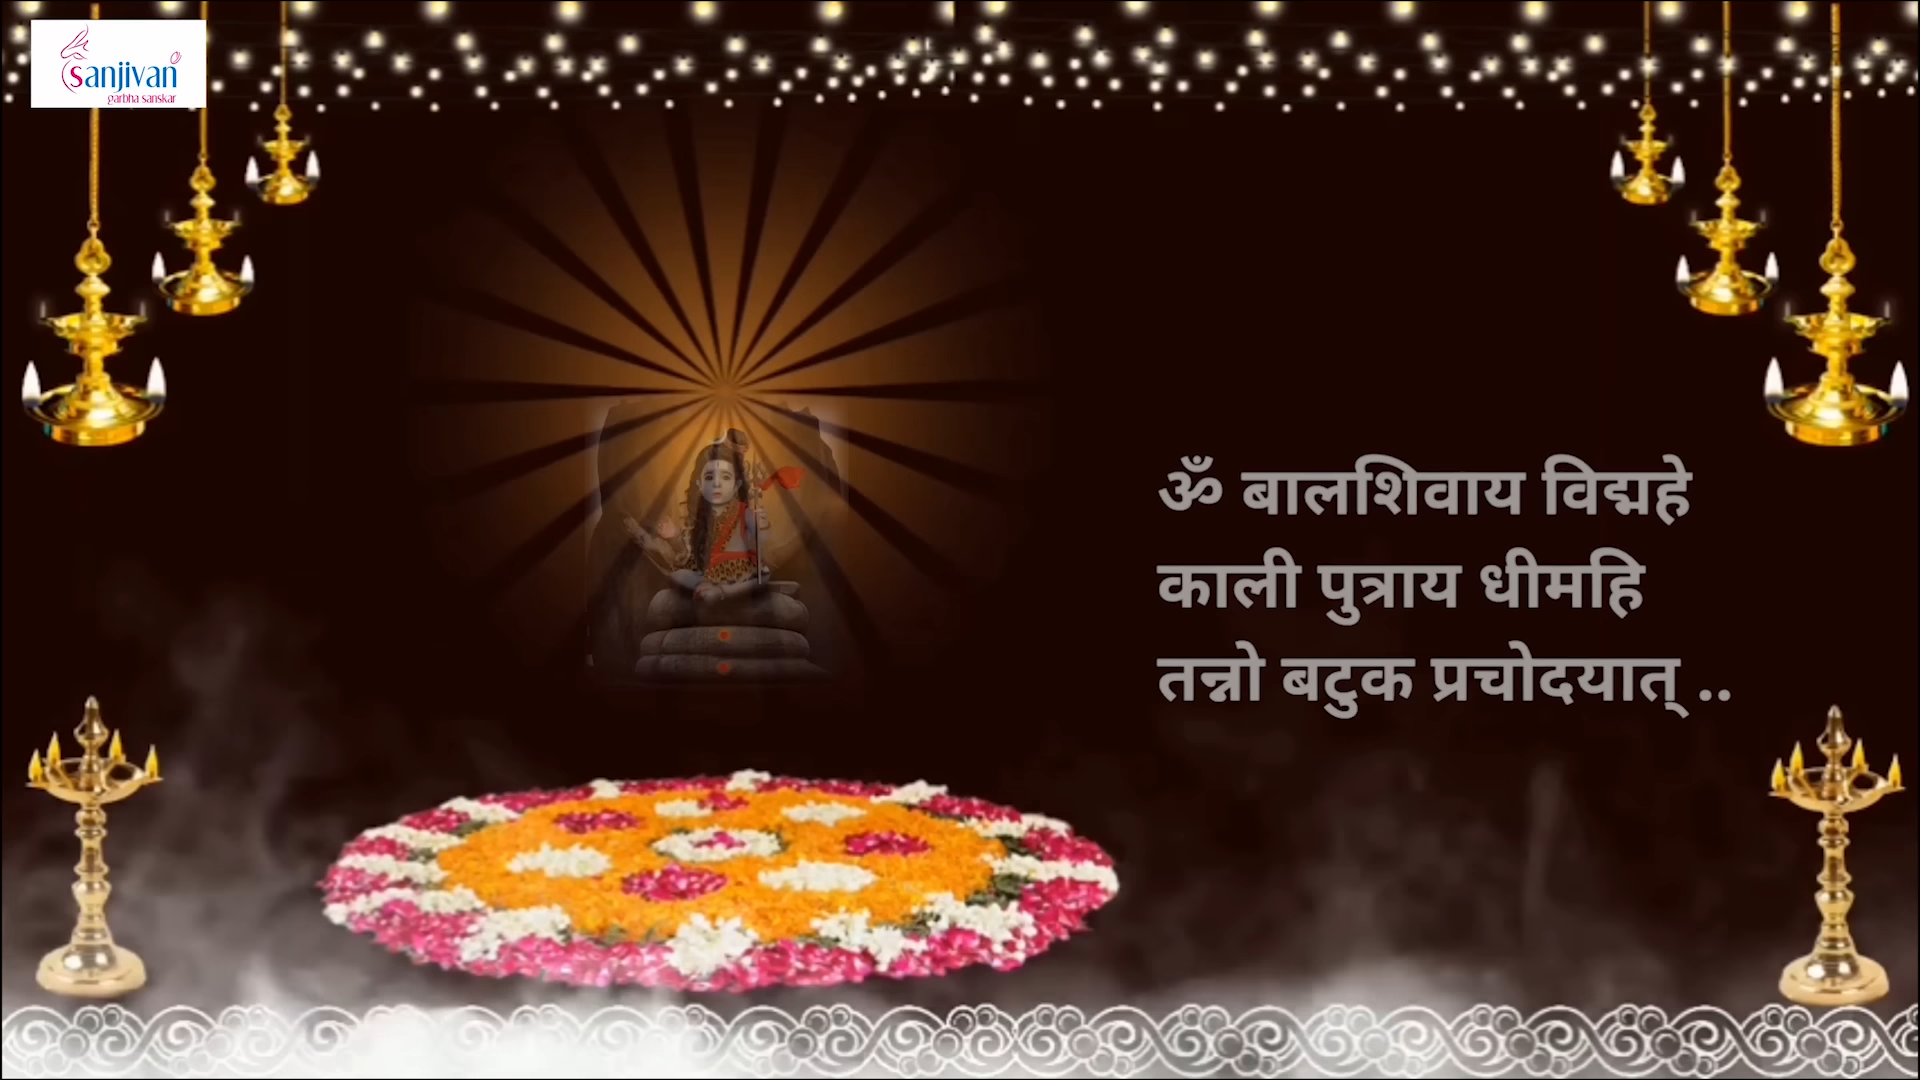 sanjivan
garbha sanskar
ॐ बालशिवाय विद्महे
काली पुत्राय धीमहि
तन्नो बटुक प्रचोदयात् ..